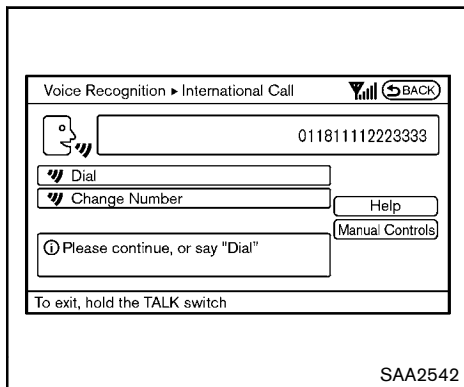 Voice Recognition ▸ International Call
BACK
011811112223333
Dial
Change Number
Help
Manual Controls
Please continue, or say "Dial"
To exit, hold the TALK switch
SAA2542